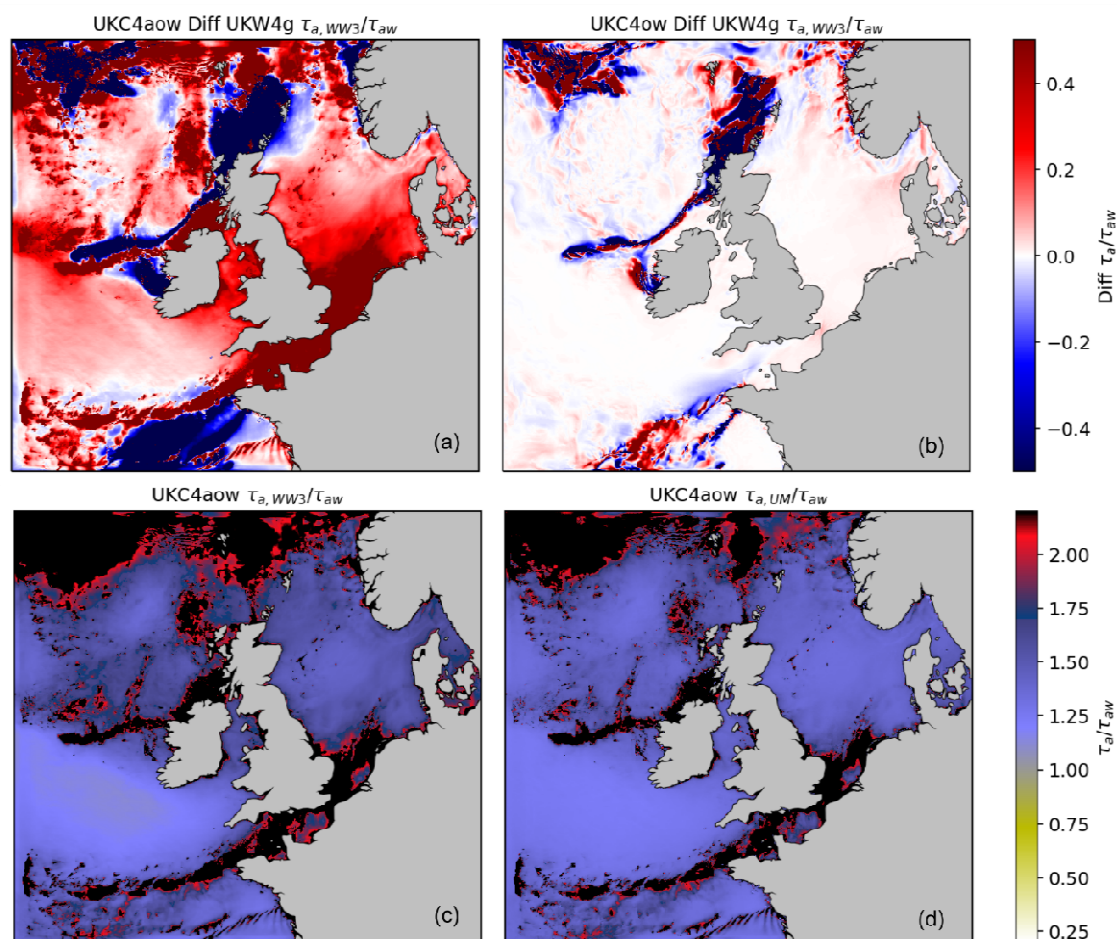 UKC4aow Diff UKW4g τa, WW3/τaw
UKC4ow Diff UKW4g τa, WW3/τaw
0.4
0.2
0.0
−0.2
−0.4
Diff τa/τaw
(a)
(b)
UKC4aow τa, WW3/τaw
UKC4aow τa, UM/τaw
2.00
1.75
1.50
1.25
1.00
0.75
0.50
0.25
τa/τaw
(c)
(d)